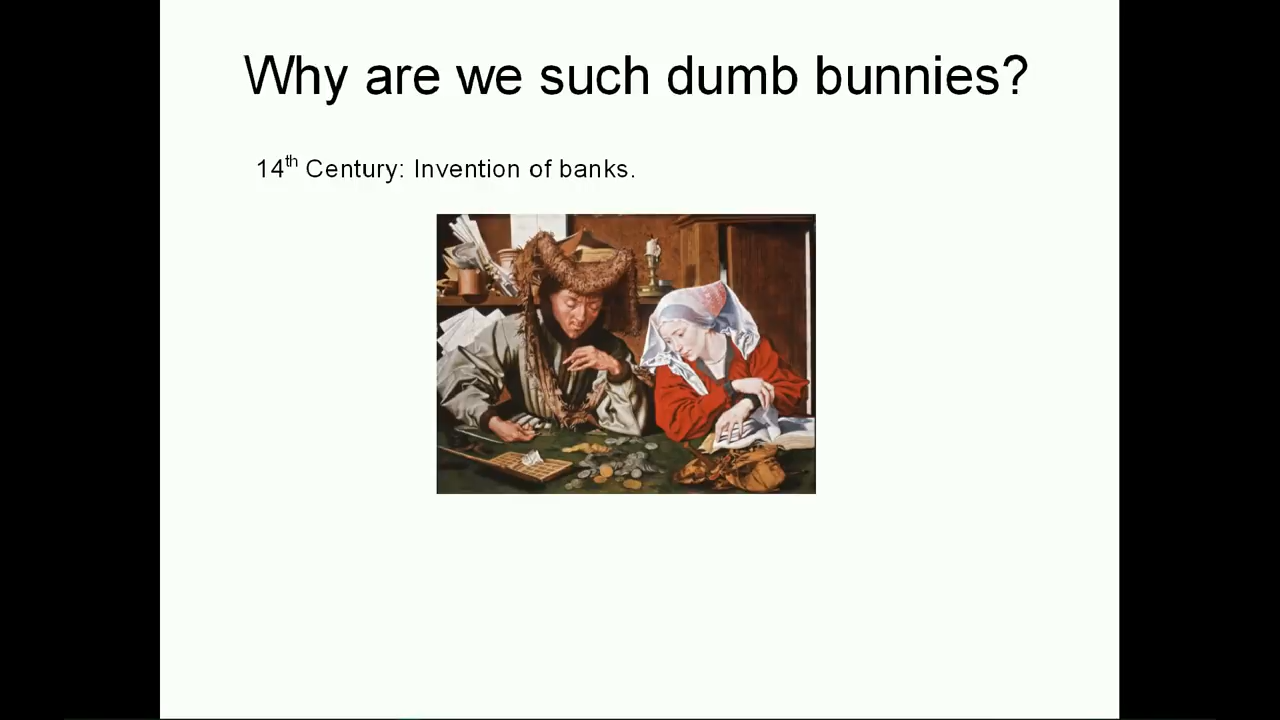 Why are we such dumb bunnies?
14th Century: Invention of banks.